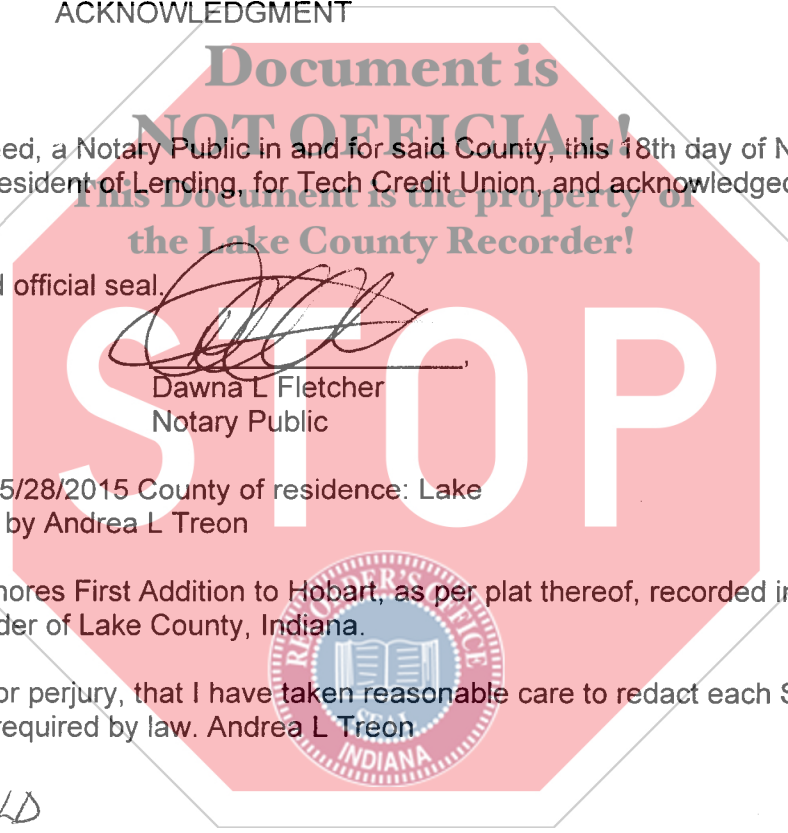 ACKNOWLEDGMENT
Document is
NOT OFFICIAL!
ed, a Notary Public in and for said County, this 18th day of N
esident of Lending, for Tech Credit Union, and acknowledged
This Document is the property of
the Lake County Recorder!
official seal.
STOP
Dawna L Fletcher
Notary Public
5/28/2015 County of residence: Lake
by Andrea L Treon
hores First Addition to Hobart, as per plat thereof, recorded in
der of Lake County, Indiana.
RECORDER'S OFFICE
SEAL
INDIANA
or perjury, that I have taken reasonable care to redact each S
required by law. Andrea L Treon
LD